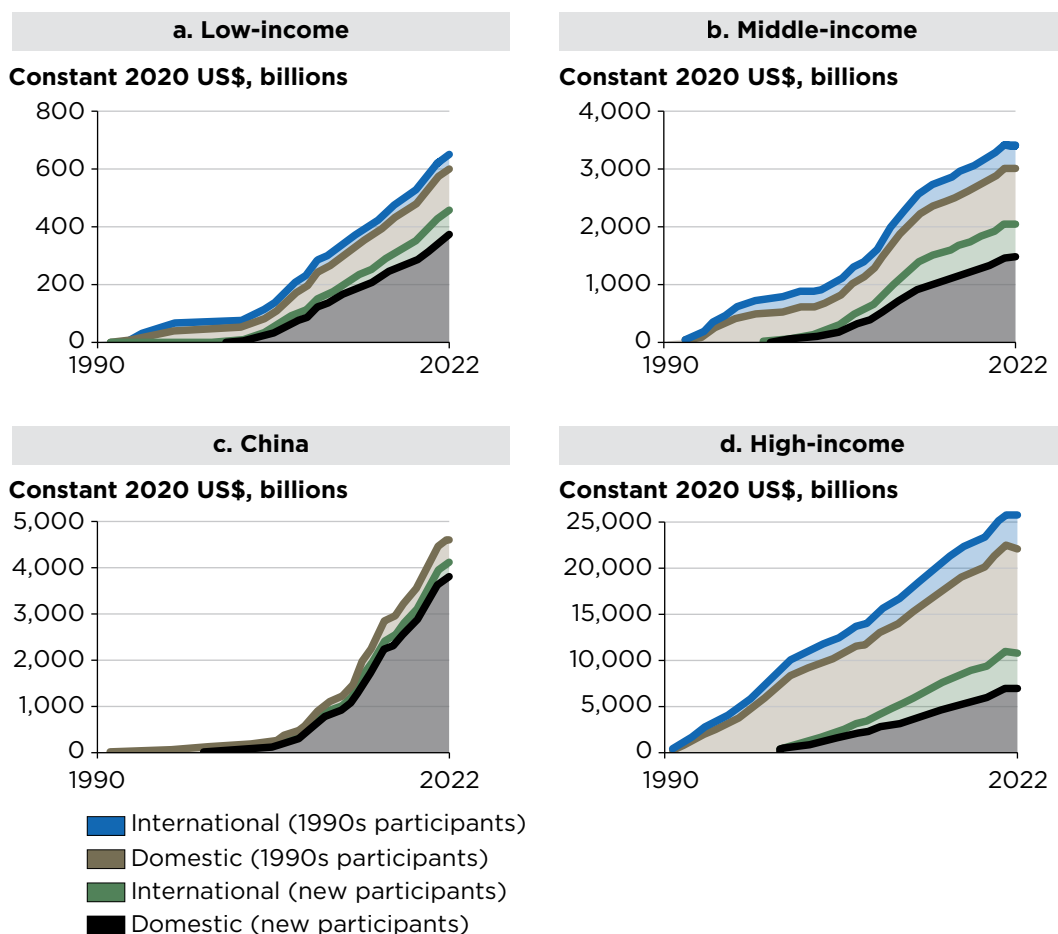 a. Low-income
Constant 2020 US$, billions
800
600
400
200
0
1990
2022
b. Middle-income
Constant 2020 US$, billions
4,000
3,000
2,000
1,000
0
1990
2022
c. China
Constant 2020 US$, billions
5,000
4,000
3,000
2,000
1,000
0
1990
2022
d. High-income
Constant 2020 US$, billions
25,000
20,000
15,000
10,000
5,000
0
1990
2022
International (1990s participants)
Domestic (1990s participants)
International (new participants)
Domestic (new participants)